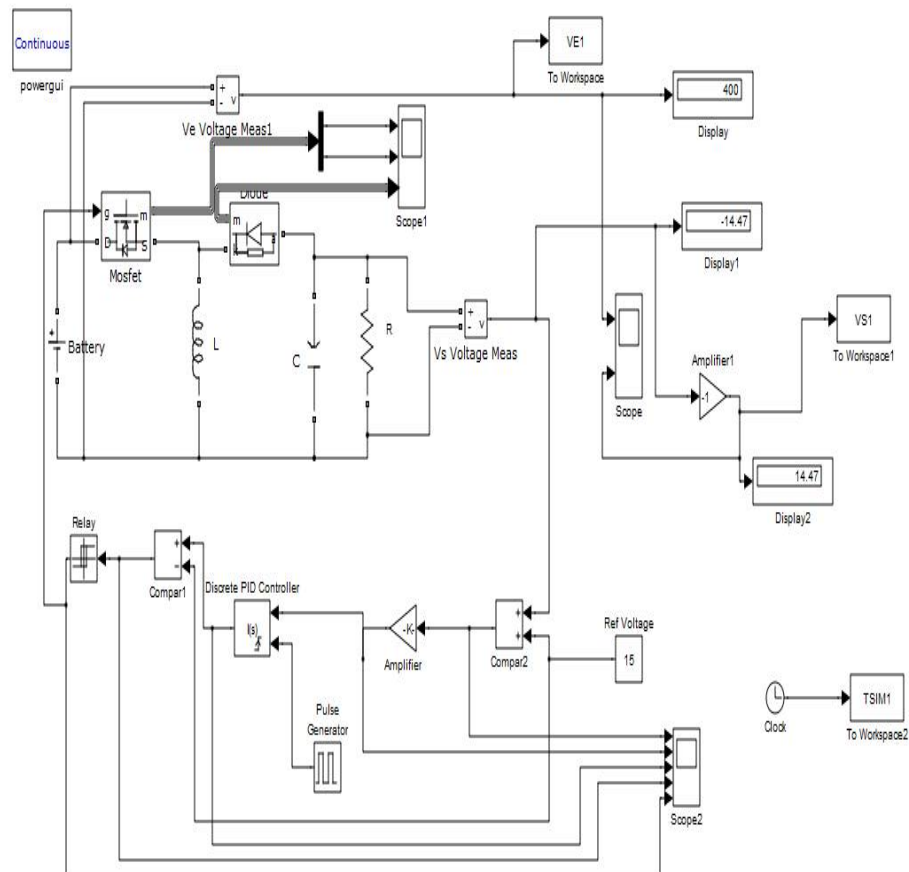 Continuous
powergui
VE1
To Workspace
+
-
v
Ve Voltage Meas1
400
Display
Scope1
Diode
g
m
D
S
Mosfet
m
k
a
-14.47
Display1
+
Battery
L
C
R
+
-
v
Vs Voltage Meas
VS1
To Workspace1
Amplifier1
-1
Scope
14.47
Display2
Relay
+
−
Compar1
Discrete PID Controller
I(s)
-K-
Amplifier
+
+
Compar2
Ref Voltage
15
Pulse
Generator
Clock
TSIM1
To Workspace2
Scope2